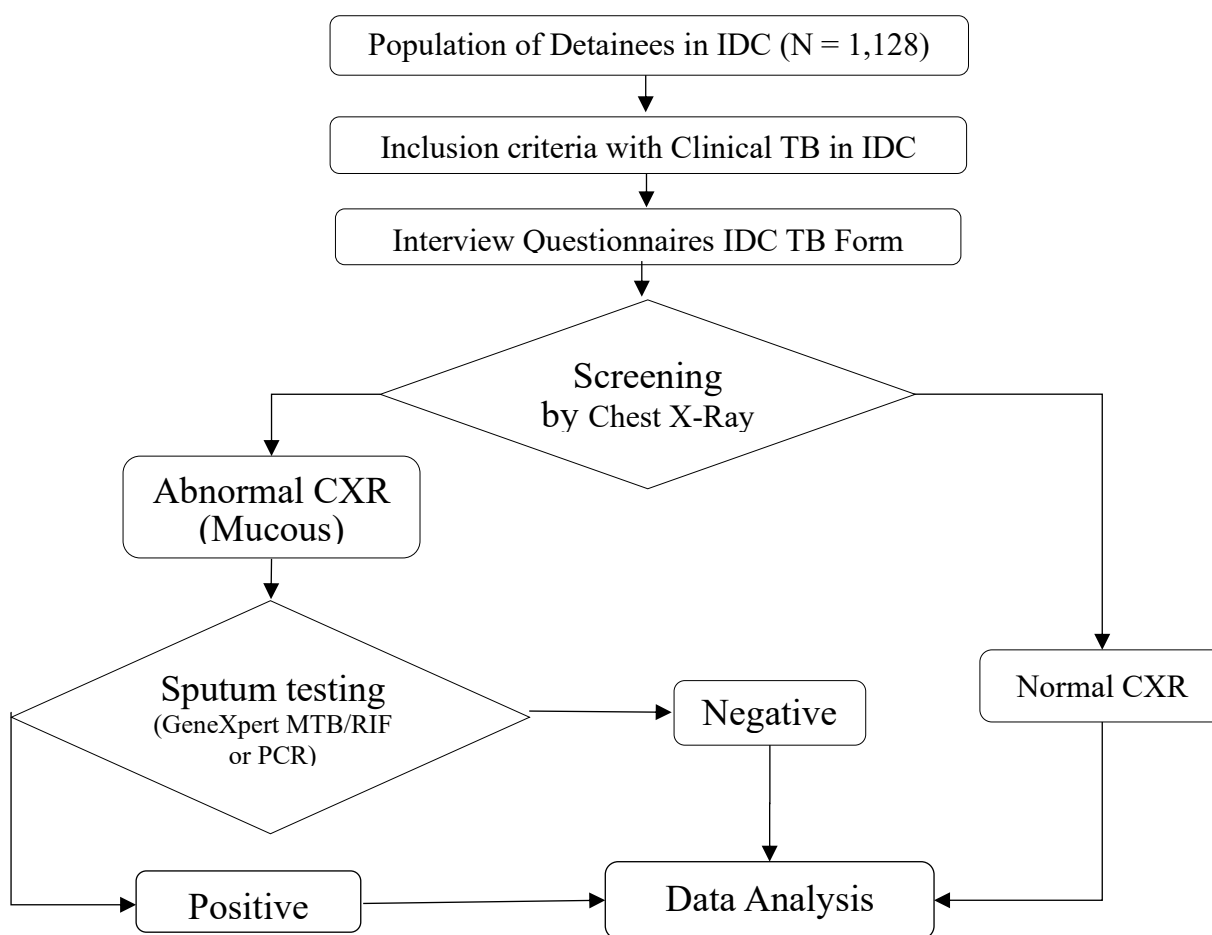 Population of Detainees in IDC (N = 1,128)
Inclusion criteria with Clinical TB in IDC
Interview Questionnaires IDC TB Form
Screening
by Chest X-Ray
Abnormal CXR
(Mucous)
Sputum testing
(GeneXpert MTB/RIF
or PCR)
Negative
Normal CXR
Positive
Data Analysis